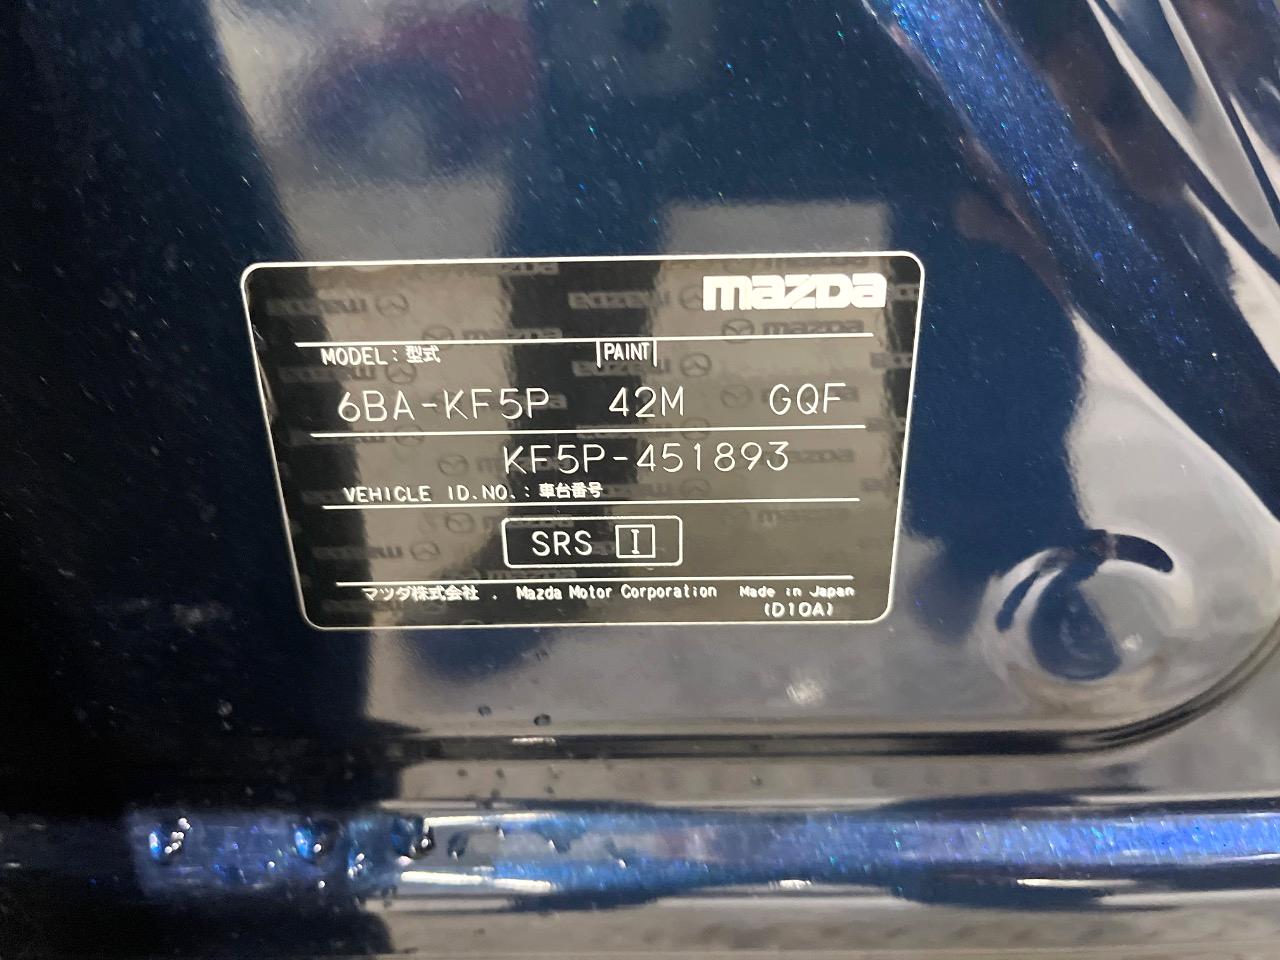 mazda
MODEL：型式 PAINT
6BA-KF5P 42M GQF
KF5P-451893
VEHICLE ID.NO.：車台番号
SRS I
マツダ株式会社 . Mazda Motor Corporation Made in Japan
(D10A)